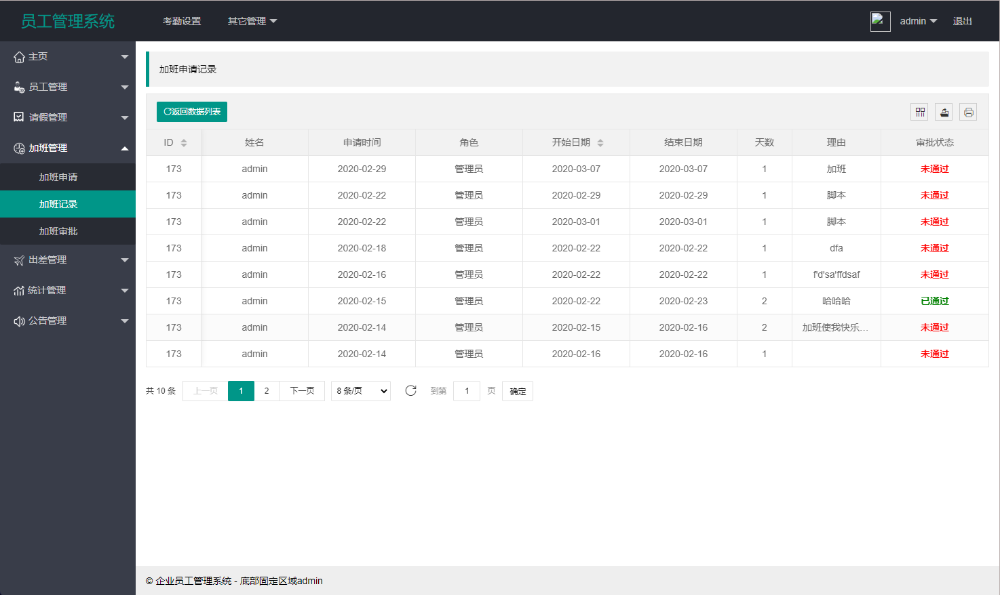 员工管理系统
考勤设置 其它管理
admin 退出
主页
员工管理
请假管理
加班管理
加班申请
加班记录
加班审批
出差管理
统计管理
公告管理
加班申请记录
返回数据列表
ID 姓名 申请时间 角色 开始日期 结束日期 天数 理由 审批状态
173 admin 2020-02-29 管理员 2020-03-07 2020-03-07 1 加班 未通过
173 admin 2020-02-22 管理员 2020-02-29 2020-02-29 1 脚本 未通过
173 admin 2020-02-22 管理员 2020-03-01 2020-03-01 1 脚本 未通过
173 admin 2020-02-18 管理员 2020-02-22 2020-02-22 1 dfa 未通过
173 admin 2020-02-16 管理员 2020-02-22 2020-02-22 1 f'd'sa'ffdsaf 未通过
173 admin 2020-02-15 管理员 2020-02-22 2020-02-23 2 哈哈哈 已通过
173 admin 2020-02-14 管理员 2020-02-15 2020-02-16 2 加班使我快乐... 未通过
173 admin 2020-02-14 管理员 2020-02-16 2020-02-16 1 未通过
共 10 条 上一页 1 2 下一页 8 条/页 到第 1 页 确定
© 企业员工管理系统 - 底部固定区域admin